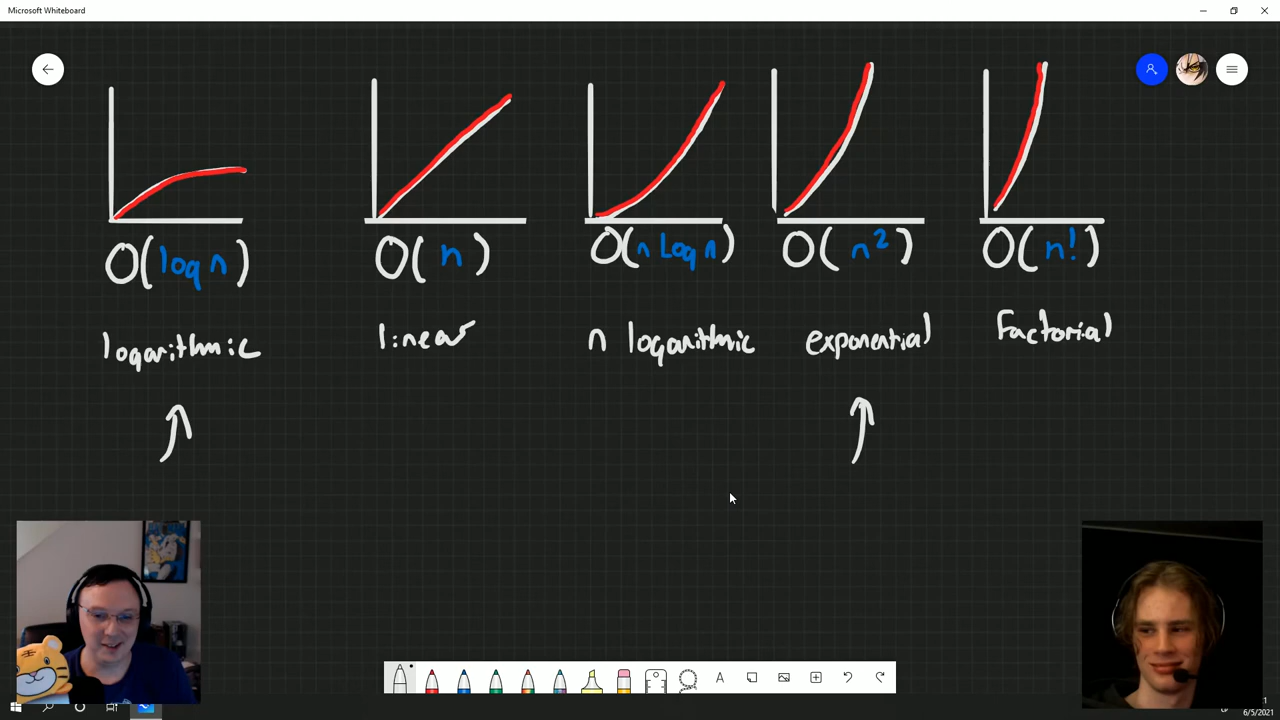 Microsoft Whiteboard
O(log n)
O(n)
O(n Log n)
O(n²)
O(n!)
logarithmic
linear
n logarithmic
exponential
Factorial
A
6/5/2021